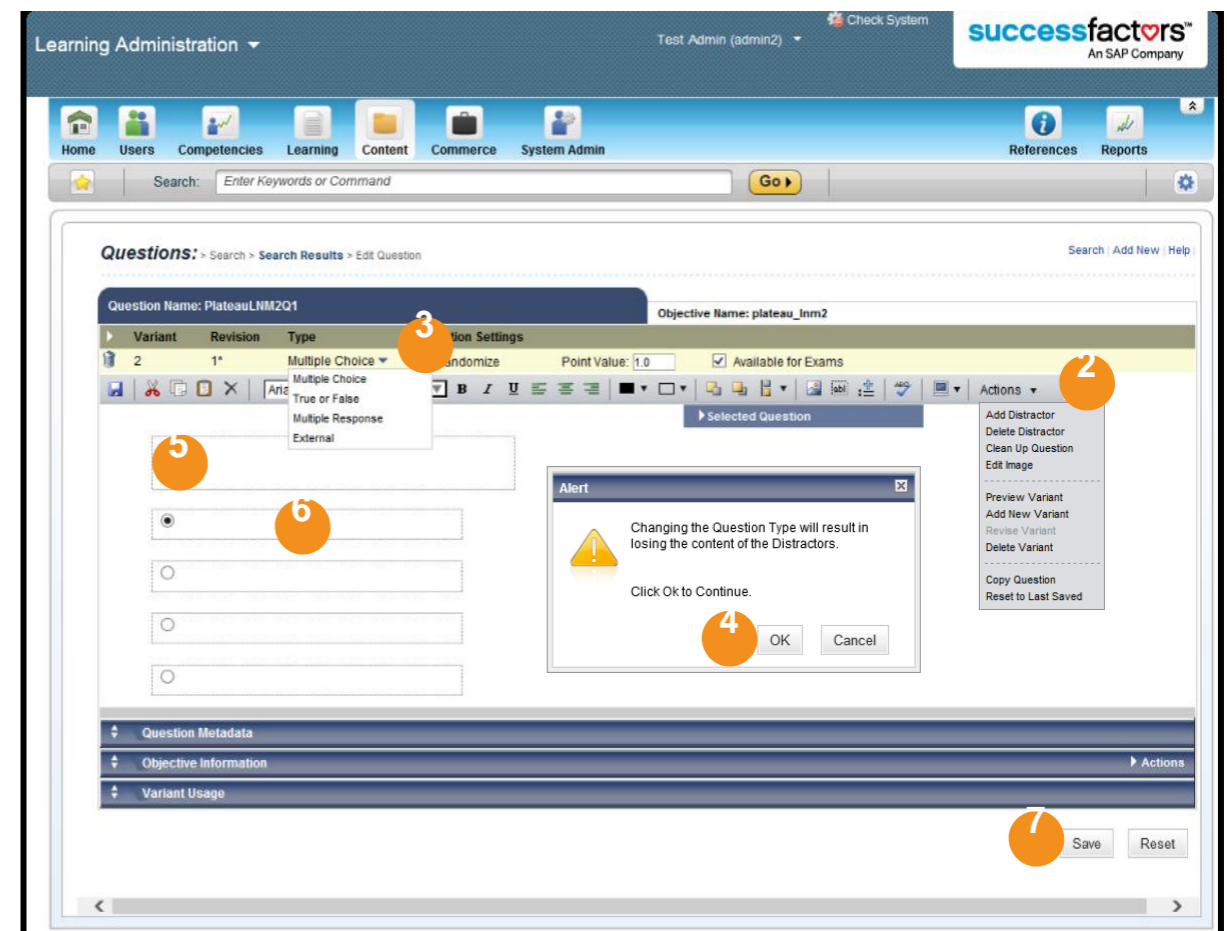 Learning Administration
Test Admin (admin2)
Check System
successfactors™
An SAP Company
Home
Users
Competencies
Learning
Content
Commerce
System Admin
References
Reports
Search:
Enter Keywords or Command
Go
Questions: > Search > Search Results > Edit Question
Search | Add New | Help
Question Name: PlateauLNM2Q1
Objective Name: plateau_lnm2
Variant
Revision
Type
3
tion Settings
2
1*
Multiple Choice
andomize
Point Value: 1.0
Available for Exams
2
B I U
ABC
Actions
Multiple Choice
True or False
Multiple Response
External
Selected Question
Add Distractor
Delete Distractor
Clean Up Question
Edit Image
Preview Variant
Add New Variant
Revise Variant
Delete Variant
Copy Question
Reset to Last Saved
5
6
Alert
Changing the Question Type will result in
losing the content of the Distractors.
Click Ok to Continue.
4
OK
Cancel
Question Metadata
Objective Information
Actions
Variant Usage
7
Save
Reset